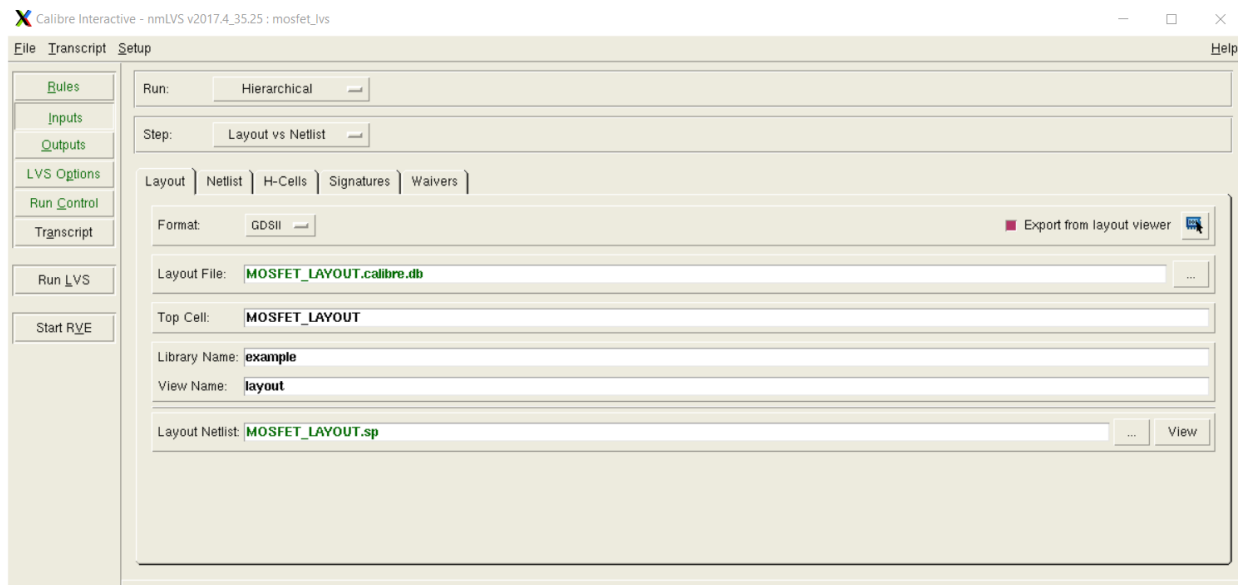 Calibre Interactive - nmLVS v2017.4_35.25 : mosfet_lvs
File Transcript Setup Help
Rules
Inputs
Outputs
LVS Options
Run Control
Transcript
Run LVS
Start RVE
Run: Hierarchical
Step: Layout vs Netlist
Layout Netlist H-Cells Signatures Waivers
Format: GDSII Export from layout viewer
Layout File: MOSFET_LAYOUT.calibre.db ...
Top Cell: MOSFET_LAYOUT
Library Name: example
View Name: layout
Layout Netlist: MOSFET_LAYOUT.sp ... View